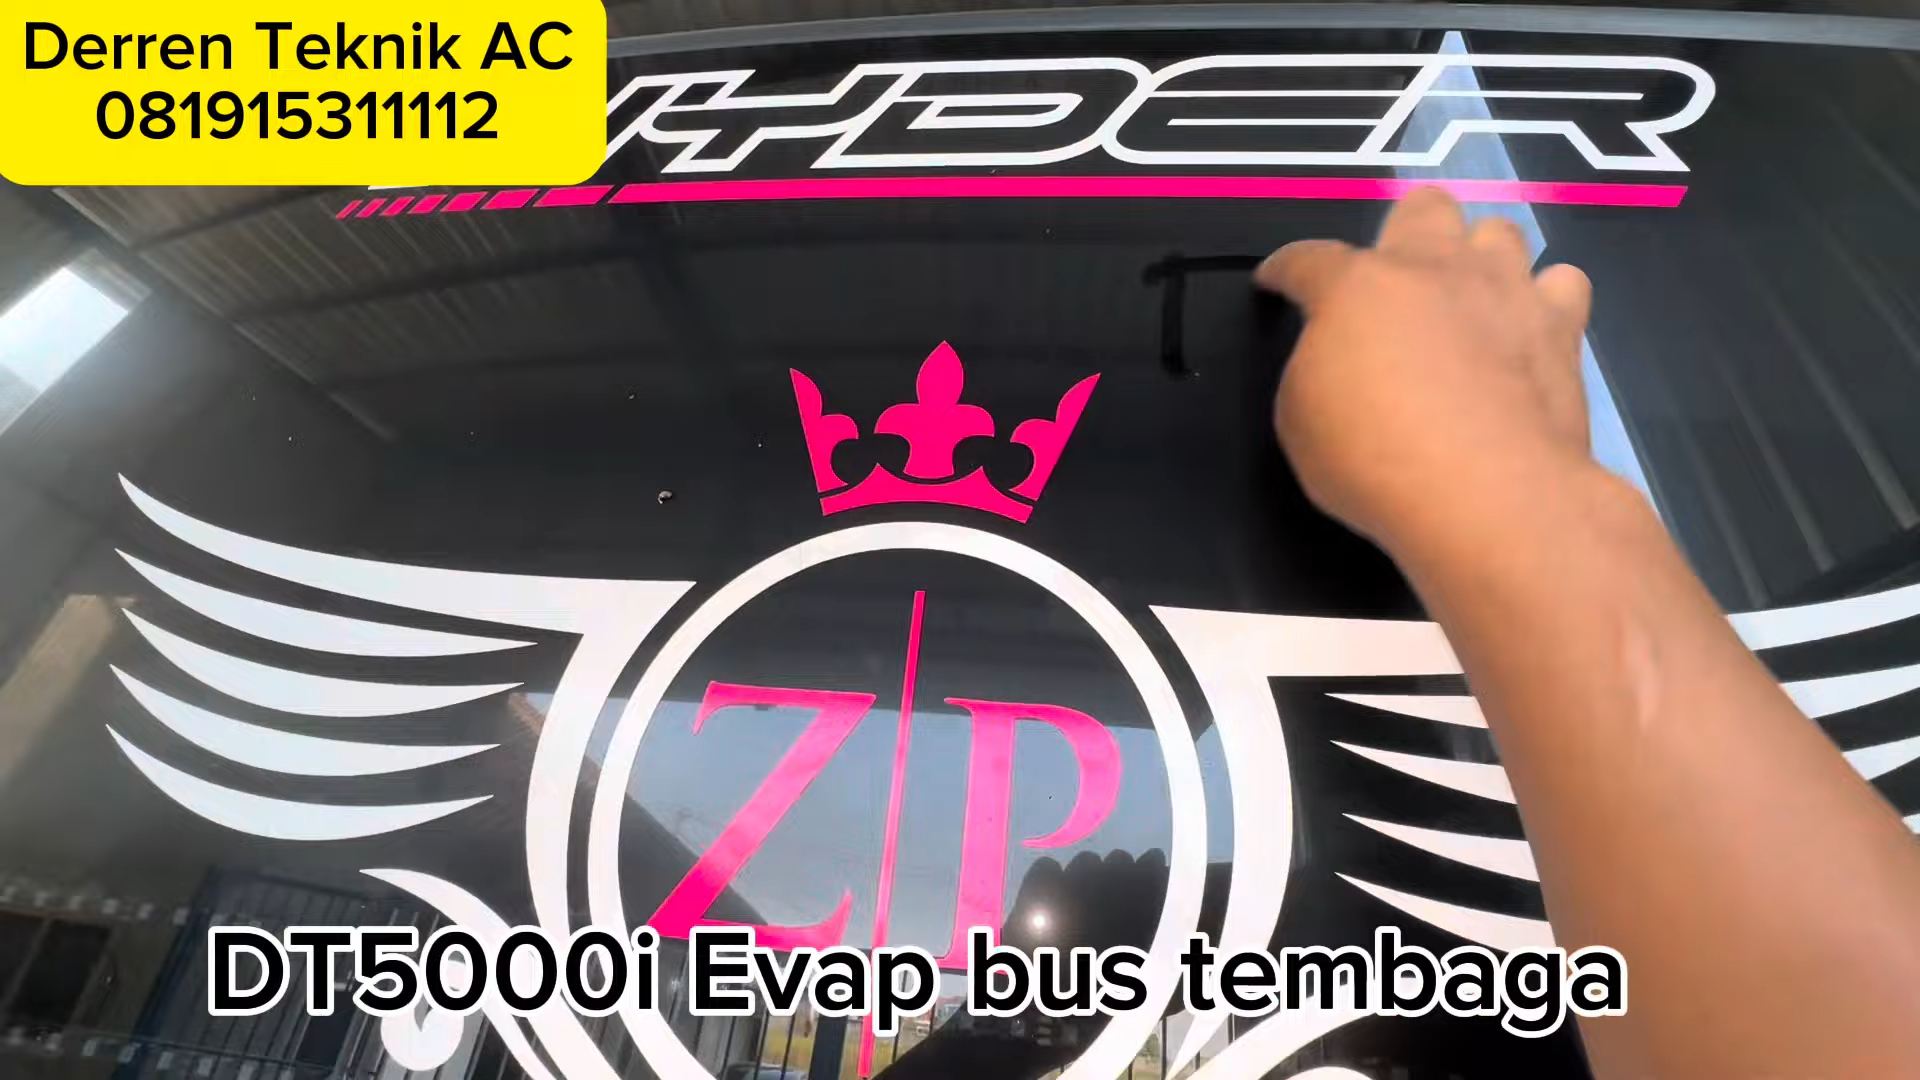 Derren Teknik AC
081915311112
Z P
DT5000i Evap bus tembaga